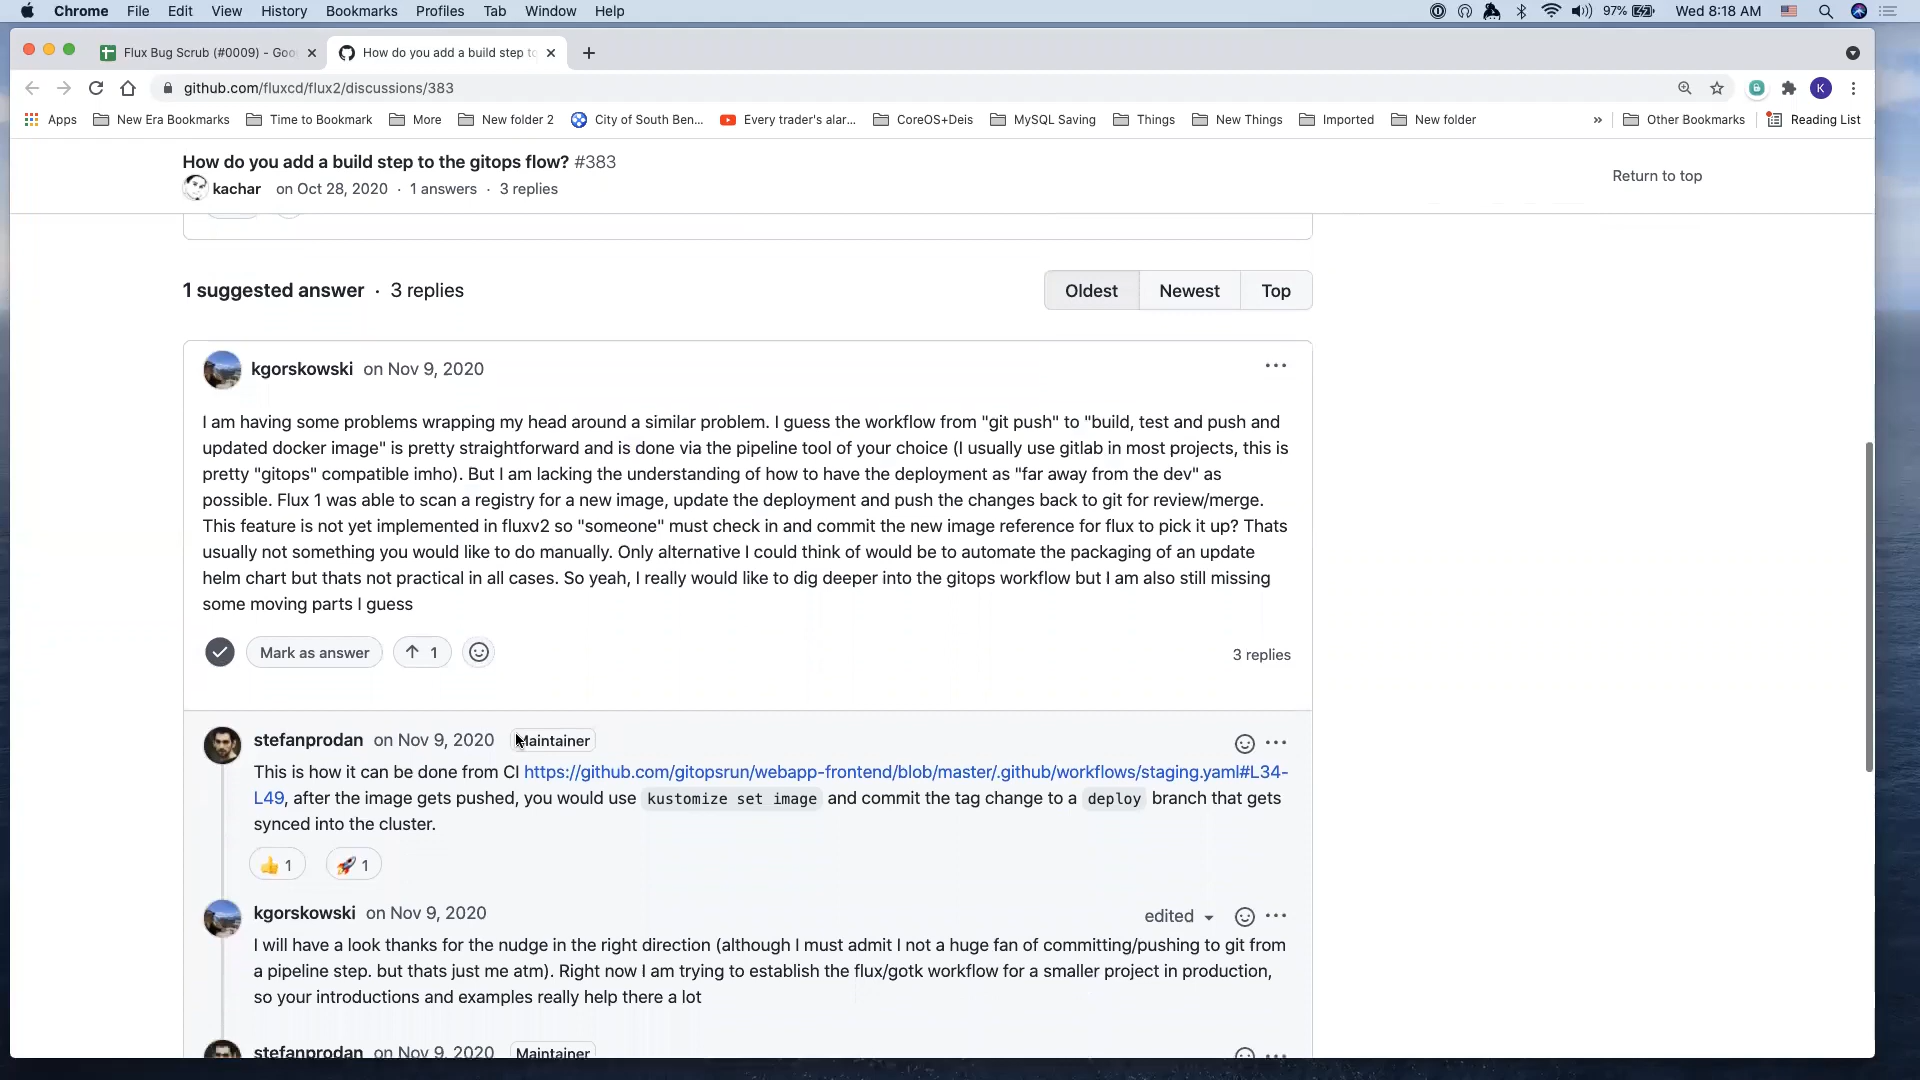 Chrome File Edit View History Bookmarks Profiles Tab Window Help 97% Wed 8:18 AM
Flux Bug Scrub (#0009) - Goo
How do you add a build step to
github.com/fluxcd/flux2/discussions/383 K
Apps New Era Bookmarks Time to Bookmark More New folder 2 City of South Ben... Every trader's alar... CoreOS+Deis MySQL Saving Things New Things Imported New folder » Other Bookmarks Reading List
How do you add a build step to the gitops flow? #383
kachar on Oct 28, 2020 · 1 answers · 3 replies
Return to top
1 suggested answer · 3 replies
Oldest Newest Top
kgorskowski on Nov 9, 2020
I am having some problems wrapping my head around a similar problem. I guess the workflow from "git push" to "build, test and push and
updated docker image" is pretty straightforward and is done via the pipeline tool of your choice (I usually use gitlab in most projects, this is
pretty "gitops" compatible imho). But I am lacking the understanding of how to have the deployment as "far away from the dev" as
possible. Flux 1 was able to scan a registry for a new image, update the deployment and push the changes back to git for review/merge.
This feature is not yet implemented in fluxv2 so "someone" must check in and commit the new image reference for flux to pick it up? Thats
usually not something you would like to do manually. Only alternative I could think of would be to automate the packaging of an update
helm chart but thats not practical in all cases. So yeah, I really would like to dig deeper into the gitops workflow but I am also still missing
some moving parts I guess
Mark as answer ↑ 1 3 replies
stefanprodan on Nov 9, 2020 Maintainer
This is how it can be done from CI https://github.com/gitopsrun/webapp-frontend/blob/master/.github/workflows/staging.yaml#L34-
L49, after the image gets pushed, you would use kustomize set image and commit the tag change to a deploy branch that gets
synced into the cluster.
👍 1 🚀 1
kgorskowski on Nov 9, 2020 edited
I will have a look thanks for the nudge in the right direction (although I must admit I not a huge fan of committing/pushing to git from
a pipeline step. but thats just me atm). Right now I am trying to establish the flux/gotk workflow for a smaller project in production,
so your introductions and examples really help there a lot
stefanprodan on Nov 9, 2020 Maintainer